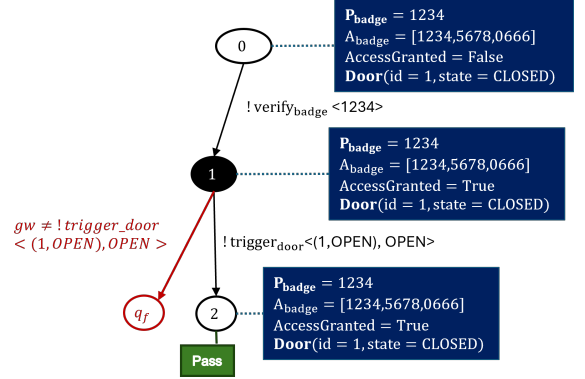 P_badge = 1234
A_badge = [1234,5678,0666]
AccessGranted = False
Door(id = 1, state = CLOSED)
0
! verify_badge <1234>
P_badge = 1234
A_badge = [1234,5678,0666]
AccessGranted = True
Door(id = 1, state = CLOSED)
1
gw ≠ ! trigger_door
< (1, OPEN), OPEN >
! trigger_door<(1,OPEN), OPEN>
P_badge = 1234
A_badge = [1234,5678,0666]
AccessGranted = True
Door(id = 1, state = CLOSED)
q_f
2
Pass